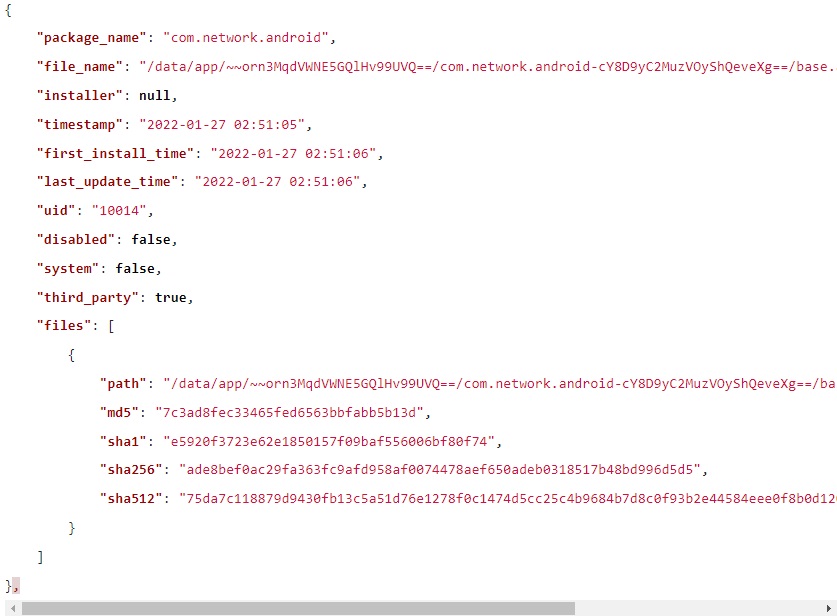 {
"package_name": "com.network.android",
"file_name": "/data/app/~~orn3MqdVWNE5GQlHv99UVQ==/com.network.android-cY8D9yC2MuzVOyShQeveXg==/base.
"installer": null,
"timestamp": "2022-01-27 02:51:05",
"first_install_time": "2022-01-27 02:51:06",
"last_update_time": "2022-01-27 02:51:06",
"uid": "10014",
"disabled": false,
"system": false,
"third_party": true,
"files": [
{
"path": "/data/app/~~orn3MqdVWNE5GQlHv99UVQ==/com.network.android-cY8D9yC2MuzVOyShQeveXg==/ba
"md5": "7c3ad8fec33465fed6563bbfabb5b13d",
"sha1": "e5920f3723e62e1850157f09baf556006bf80f74",
"sha256": "ade8bef0ac29fa363fc9afd958af0074478aef650adeb0318517b48bd996d5d5",
"sha512": "75da7c118879d9430fb13c5a51d76e1278f0c1474d5cc25c4b9684b7d8c0f93b2e44584eee0f8b0d12
}
]
},